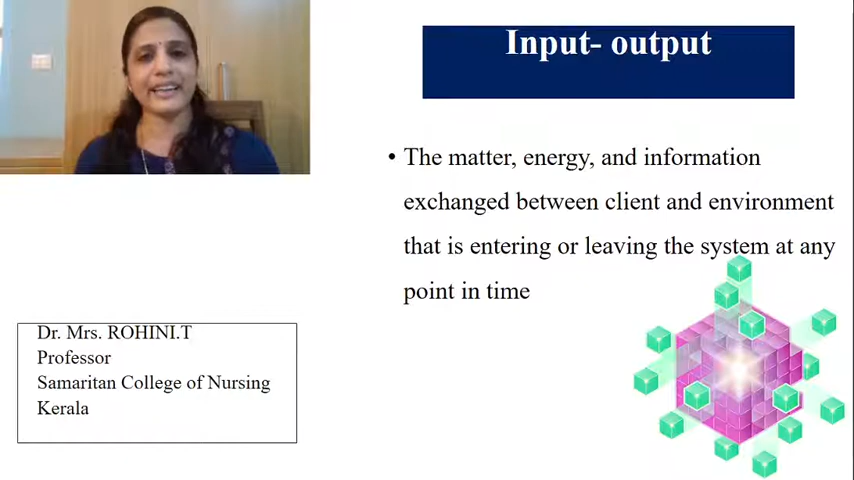 Input- output
• The matter, energy, and information
exchanged between client and environment
that is entering or leaving the system at any
point in time
Dr. Mrs. ROHINI.T
Professor
Samaritan College of Nursing
Kerala